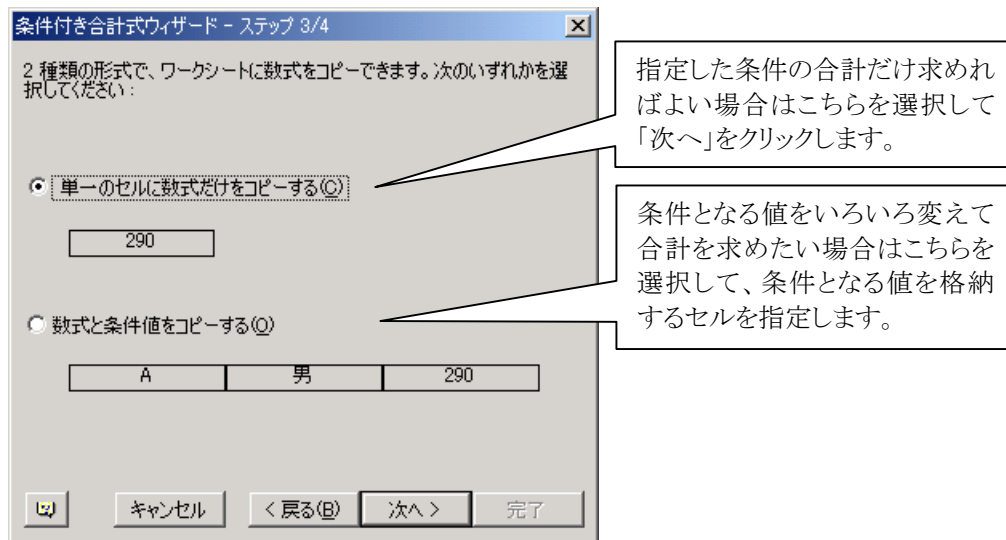 条件付き合計式ウィザード - ステップ 3/4
2 種類の形式で、ワークシートに数式をコピーできます。次のいずれかを選
択してください:
単一のセルに数式だけをコピーする(C)
290
数式と条件値をコピーする(O)
A 男 290
キャンセル < 戻る(B) 次へ > 完了
指定した条件の合計だけ求めれ
ばよい場合はこちらを選択して
「次へ」をクリックします。
条件となる値をいろいろ変えて
合計を求めたい場合はこちらを
選択して、条件となる値を格納
するセルを指定します。